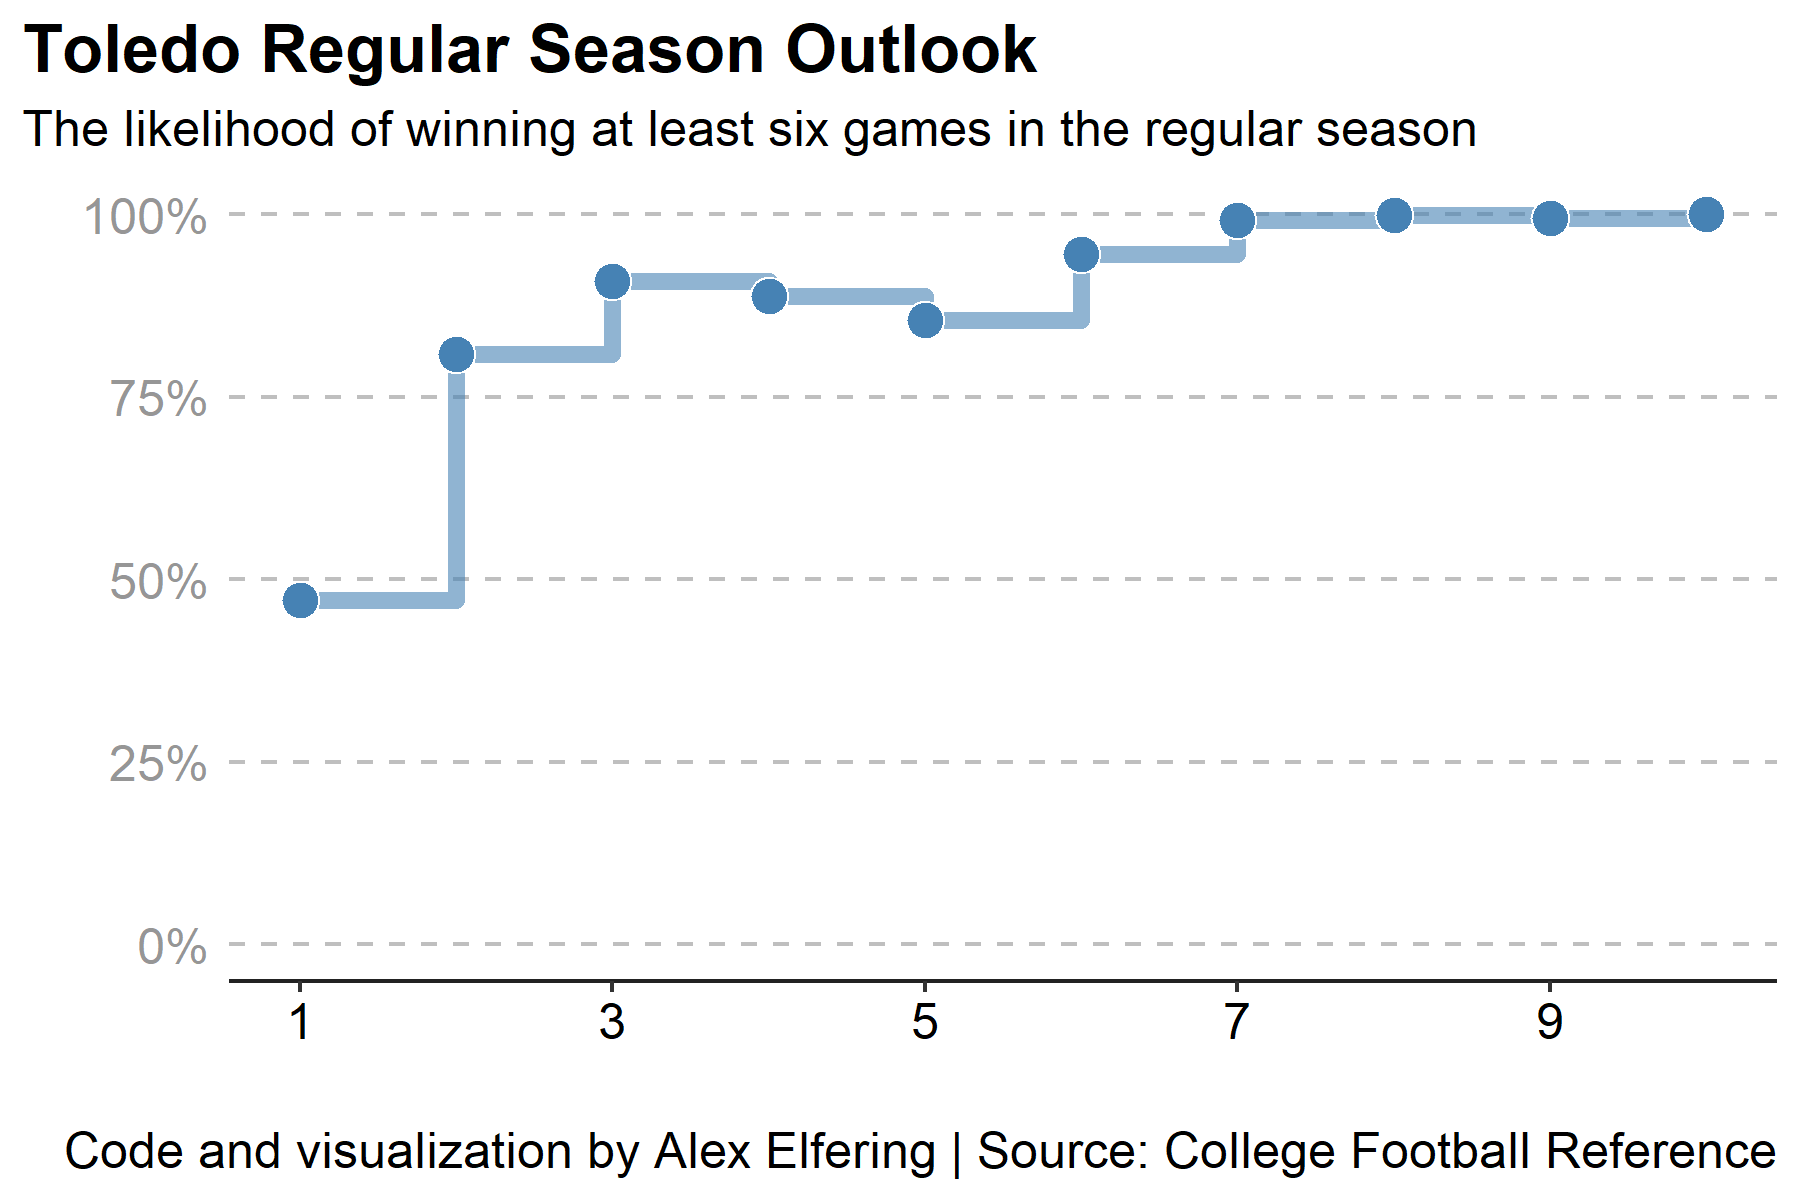 Toledo Regular Season Outlook
The likelihood of winning at least six games in the regular season
100%
75%
50%
25%
0%
1 3 5 7 9
Code and visualization by Alex Elfering | Source: College Football Reference